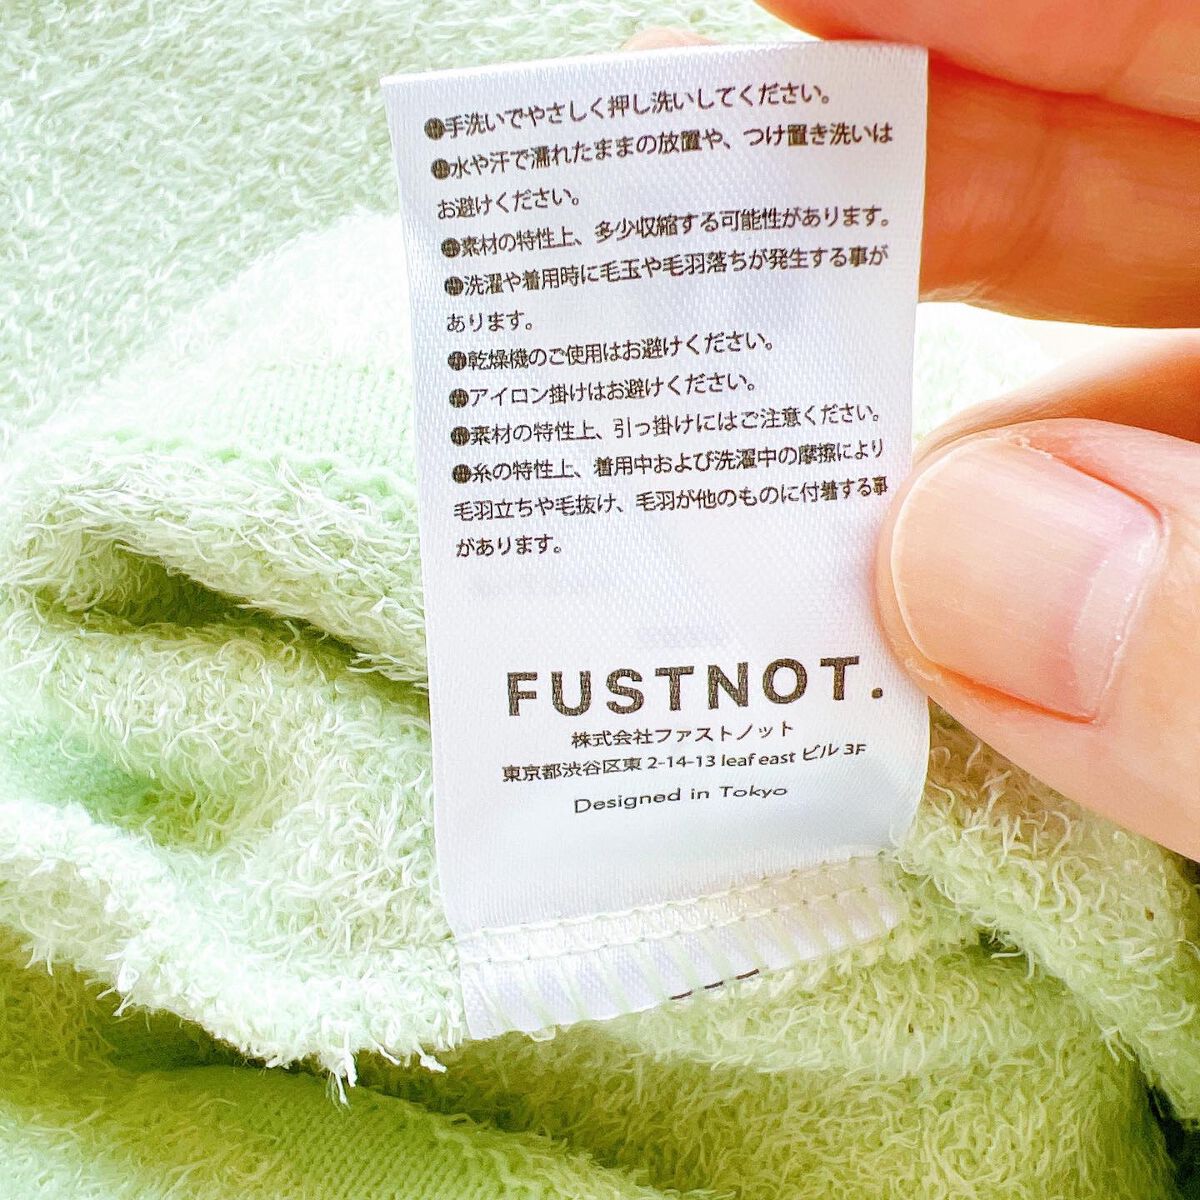 ●手洗いでやさしく押し洗いしてください。
●水や汗で濡れたままの放置や、つけ置き洗いは
お避けください。
●素材の特性上、多少収縮する可能性があります。
●洗濯や着用時に毛玉や毛羽落ちが発生する事が
あります。
●乾燥機のご使用はお避けください。
●アイロン掛けはお避けください。
●素材の特性上、引っ掛けにはご注意ください。
●糸の特性上、着用中および洗濯中の摩擦により
毛羽立ちや毛抜け、毛羽が他のものに付着する事
があります。
FUSTNOT.
株式会社ファストノット
東京都渋谷区東 2-14-13 leaf east ビル 3F
Designed in Tokyo